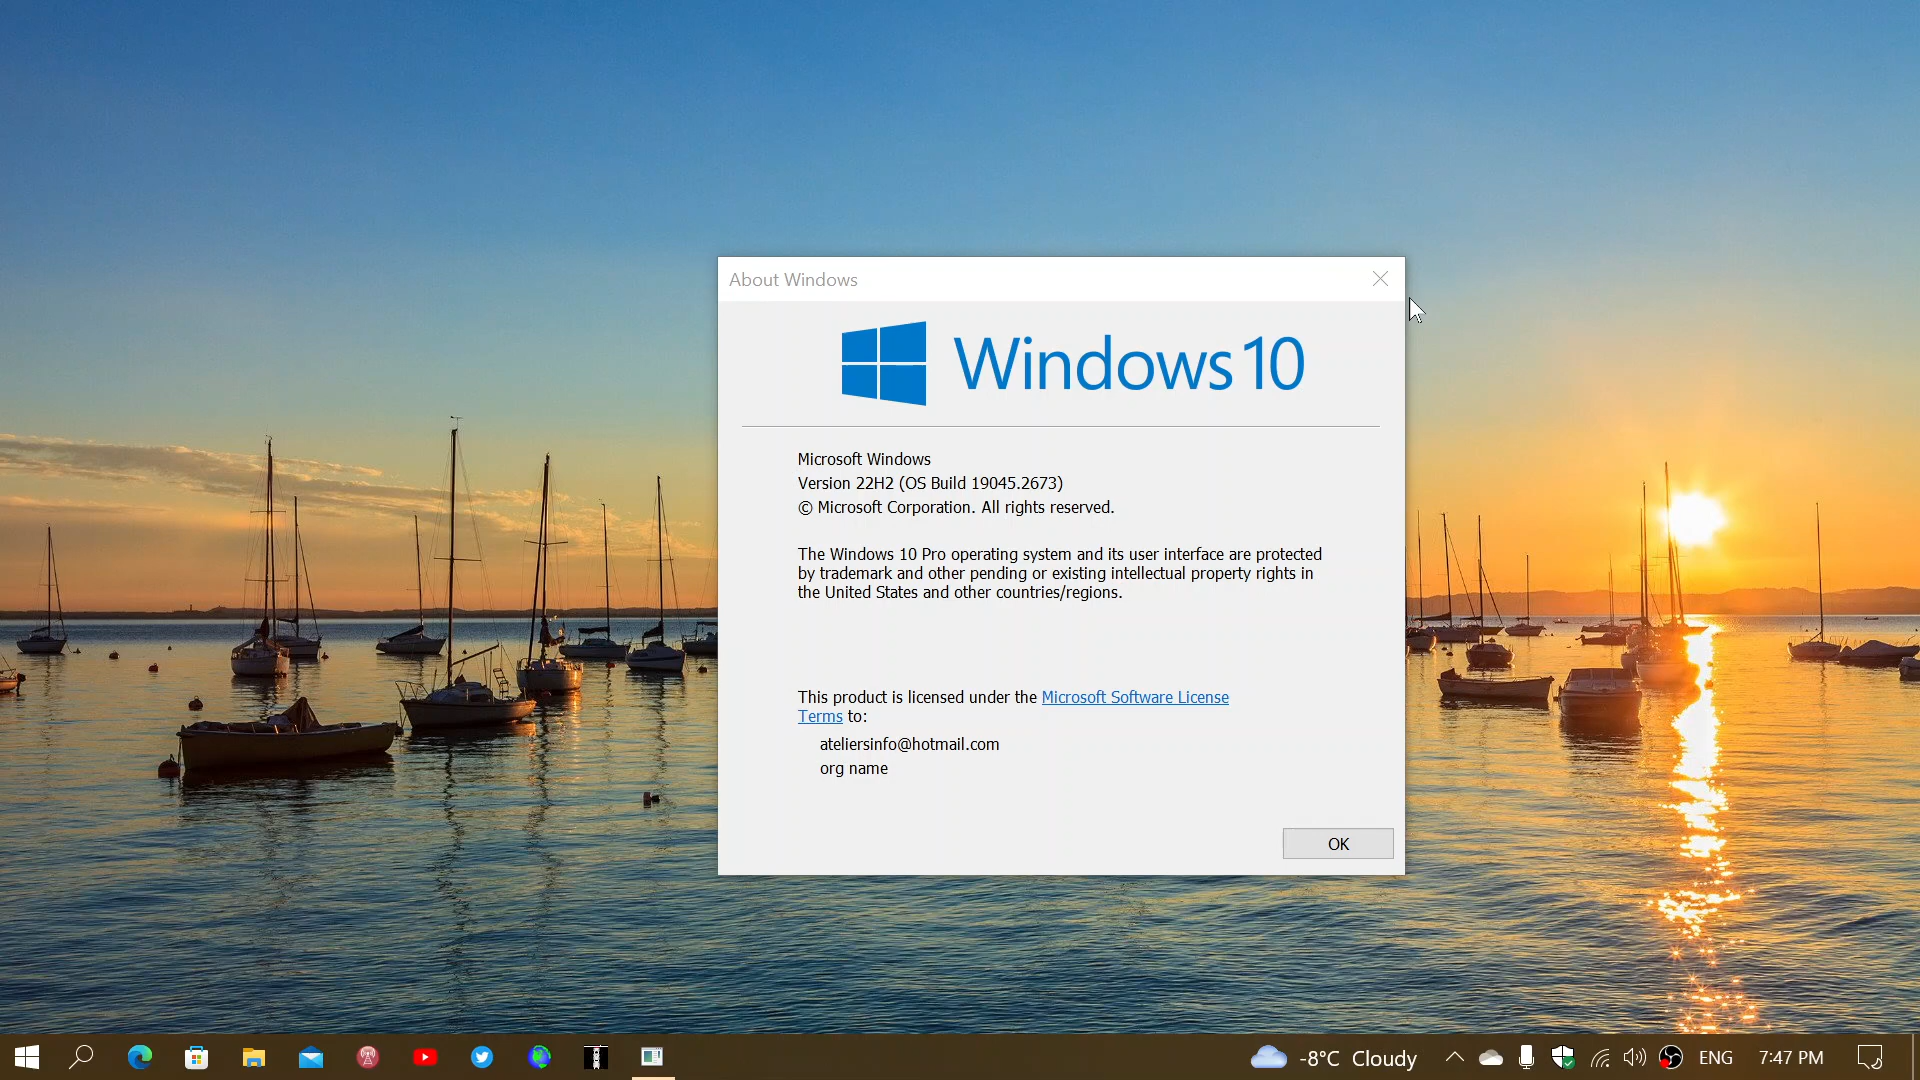 About Windows
Windows 10
Microsoft Windows
Version 22H2 (OS Build 19045.2673)
© Microsoft Corporation. All rights reserved.
The Windows 10 Pro operating system and its user interface are protected
by trademark and other pending or existing intellectual property rights in
the United States and other countries/regions.
This product is licensed under the Microsoft Software License
Terms to:
ateliersinfo@hotmail.com
org name
OK
-8°C Cloudy
ENG
7:47 PM